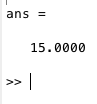 ans =
15.0000
>>